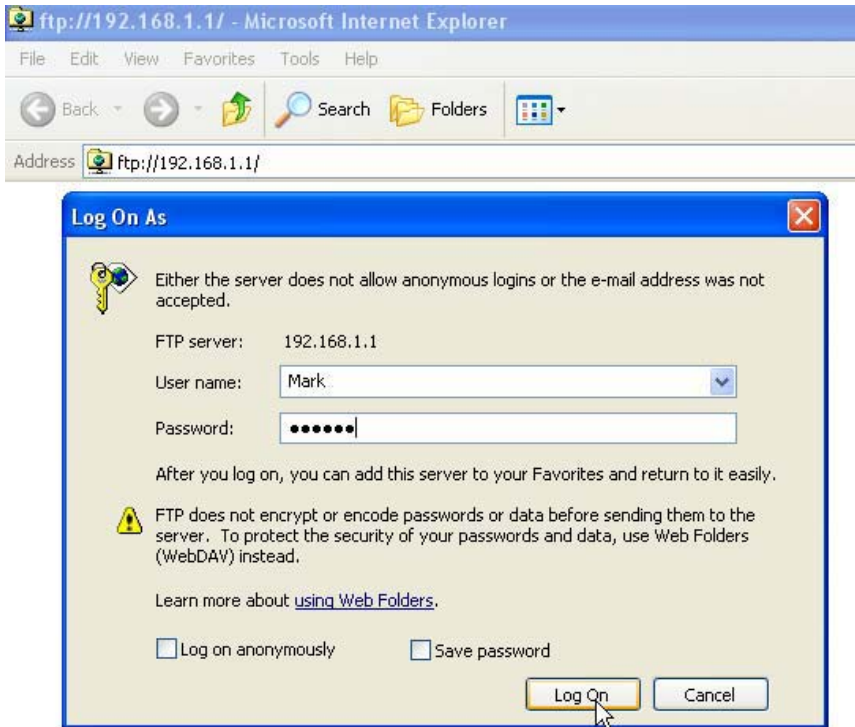 ftp://192.168.1.1/ - Microsoft Internet Explorer
File Edit View Favorites Tools Help
Back Search Folders
Address ftp://192.168.1.1/
Log On As
Either the server does not allow anonymous logins or the e-mail address was not
accepted.
FTP server: 192.168.1.1
User name: Mark
Password: ●●●●●●
After you log on, you can add this server to your Favorites and return to it easily.
FTP does not encrypt or encode passwords or data before sending them to the
server. To protect the security of your passwords and data, use Web Folders
(WebDAV) instead.
Learn more about using Web Folders.
Log on anonymously Save password
Log On Cancel